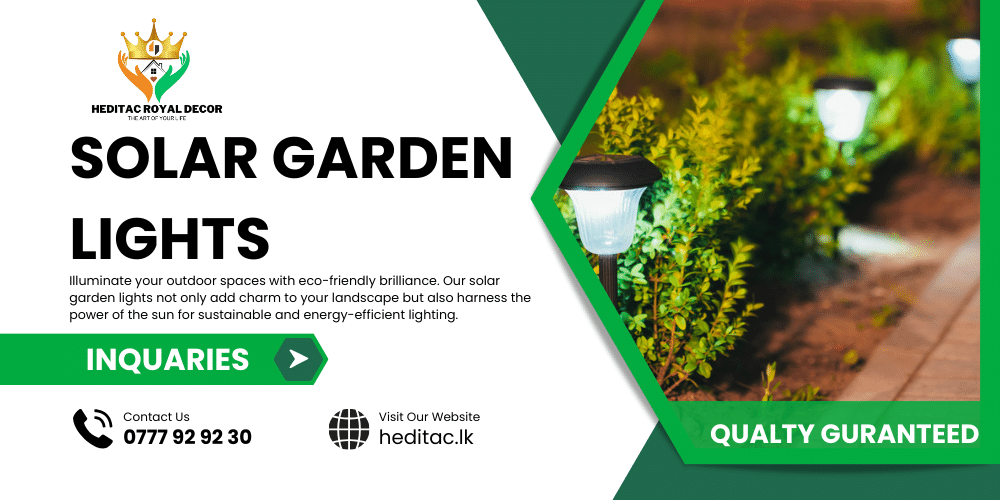 HEDITAC ROYAL DECOR
THE ART OF YOUR LIFE
SOLAR GARDEN
LIGHTS
Illuminate your outdoor spaces with eco-friendly brilliance. Our solar
garden lights not only add charm to your landscape but also harness the
power of the sun for sustainable and energy-efficient lighting.
INQUARIES
Contact Us
0777 92 92 30
Visit Our Website
heditac.lk
QUALTY GURANTEED